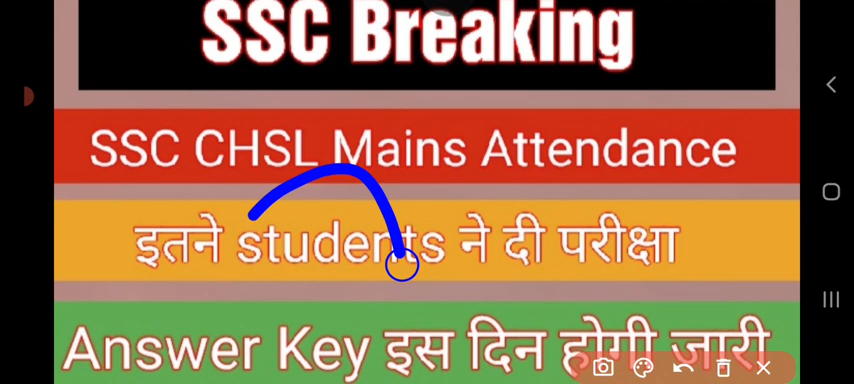 SSC Breaking
SSC CHSL Mains Attendance
इतने students ने दी परीक्षा
Answer Key इस दिन होगी जारी